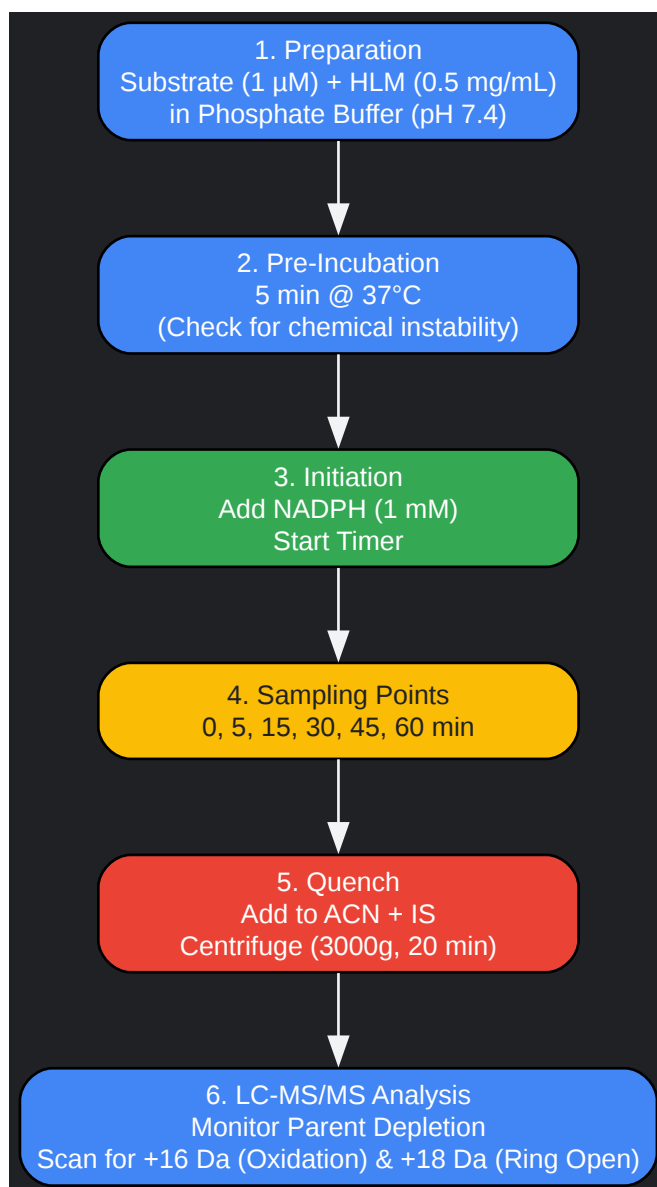 1. Preparation
Substrate (1 µM) + HLM (0.5 mg/mL)
in Phosphate Buffer (pH 7.4)
2. Pre-Incubation
5 min @ 37°C
(Check for chemical instability)
3. Initiation
Add NADPH (1 mM)
Start Timer
4. Sampling Points
0, 5, 15, 30, 45, 60 min
5. Quench
Add to ACN + IS
Centrifuge (3000g, 20 min)
6. LC-MS/MS Analysis
Monitor Parent Depletion
Scan for +16 Da (Oxidation) & +18 Da (Ring Open)